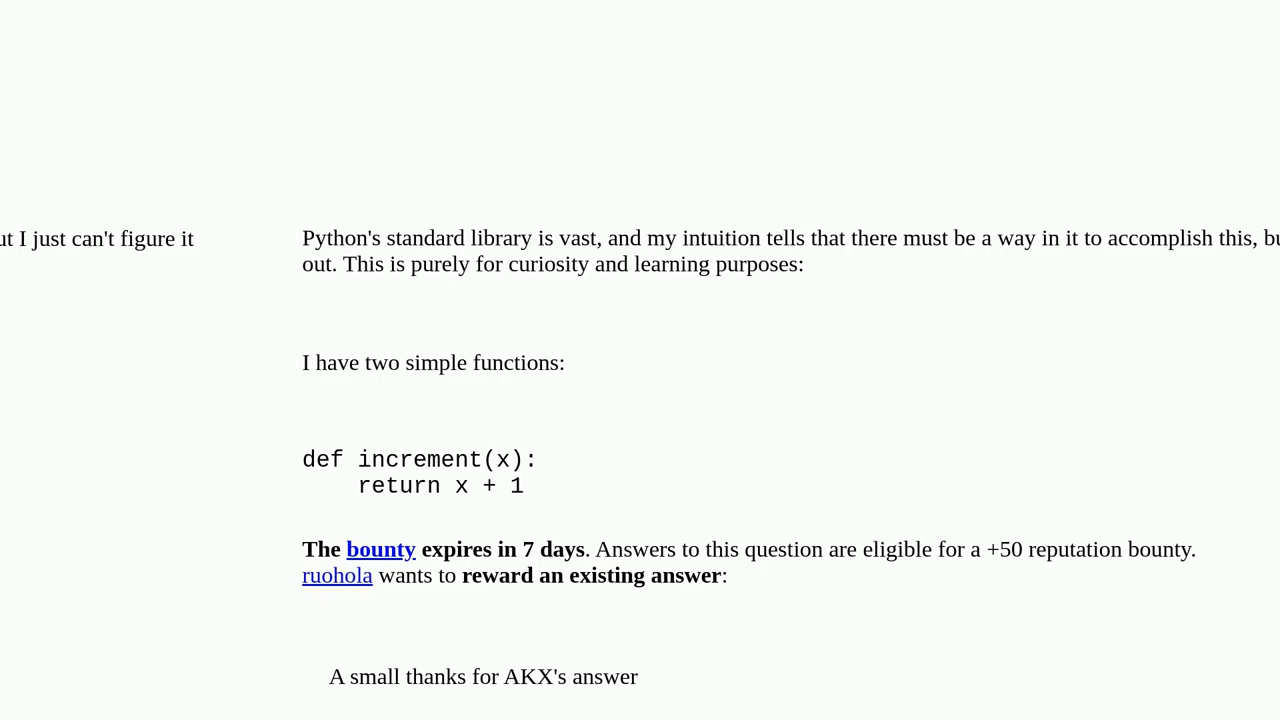 Python's standard library is vast, and my intuition tells that there must be a way in it to accomplish this, but I just can't figure it
out. This is purely for curiosity and learning purposes:
I have two simple functions:
def increment(x):
    return x + 1
The bounty expires in 7 days. Answers to this question are eligible for a +50 reputation bounty.
ruohola wants to reward an existing answer:
A small thanks for AKX's answer